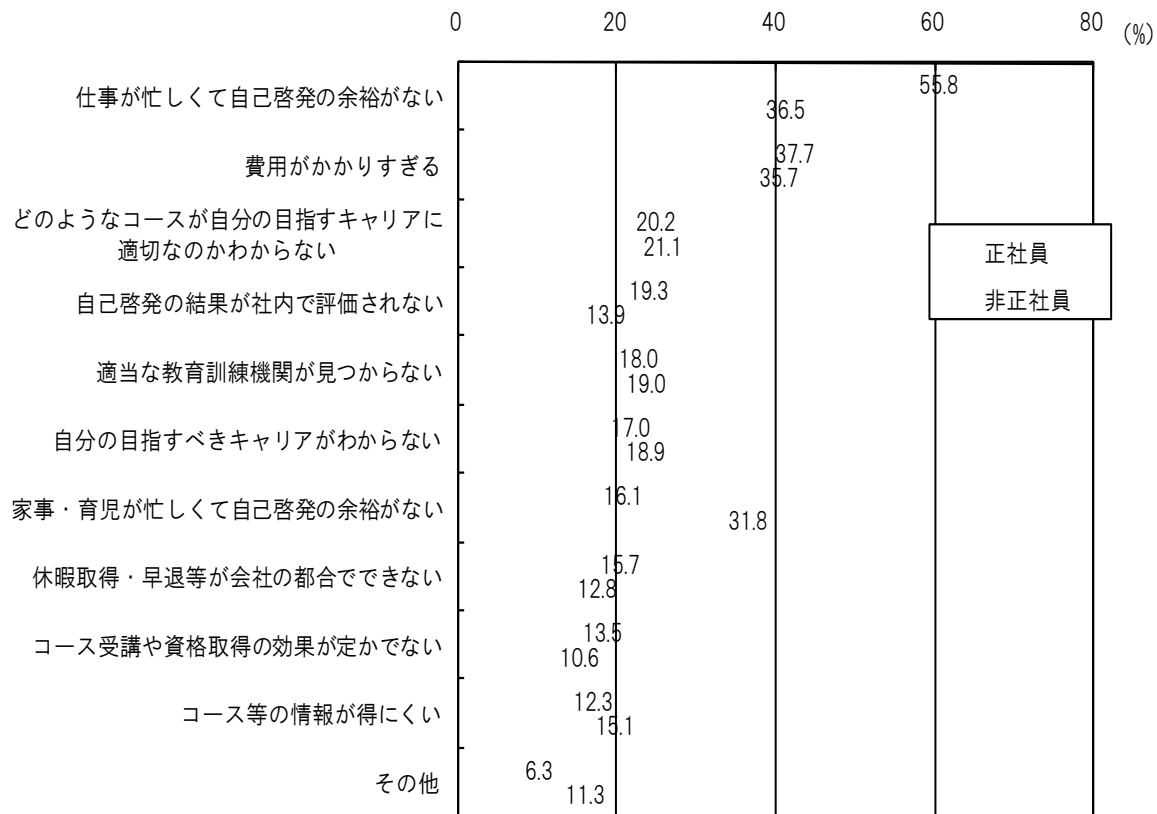 0 20 40 60 80 (%)
仕事が忙しくて自己啓発の余裕がない
55.8
36.5
費用がかかりすぎる
37.7
35.7
どのようなコースが自分の目指すキャリアに
適切なのかわからない
20.2
21.1
正社員
非正社員
自己啓発の結果が社内で評価されない
19.3
13.9
適当な教育訓練機関が見つからない
18.0
19.0
自分の目指すべきキャリアがわからない
17.0
18.9
家事・育児が忙しくて自己啓発の余裕がない
16.1
31.8
休暇取得・早退等が会社の都合でできない
15.7
12.8
コース受講や資格取得の効果が定かでない
13.5
10.6
コース等の情報が得にくい
12.3
15.1
その他
6.3
11.3